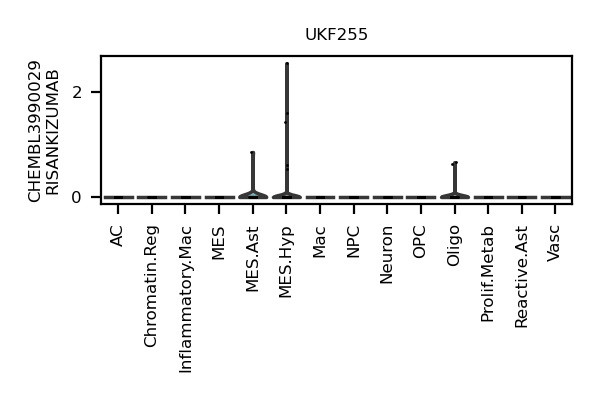 UKF255
CHEMBL3990029
RISANKIZUMAB
2
0
AC
Chromatin.Reg
Inflammatory.Mac
MES
MES.Ast
MES.Hyp
Mac
NPC
Neuron
OPC
Oligo
Prolif.Metab
Reactive.Ast
Vasc